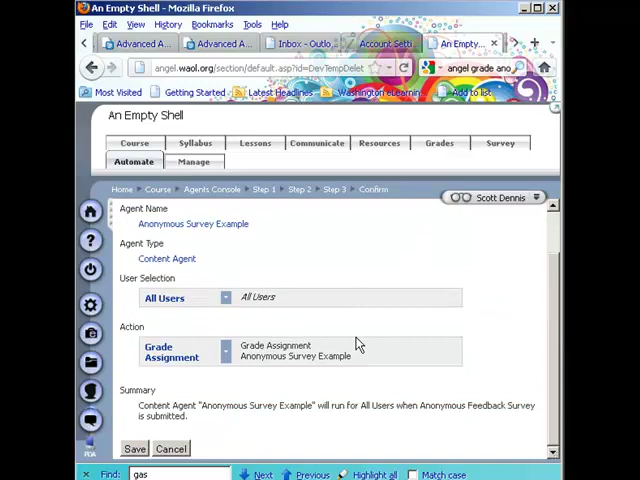 An Empty Shell - Mozilla Firefox
File Edit View History Bookmarks Tools Help
Advanced A... Advanced A... Inbox - Outlo... Account Setti... An Empty...
angel.waol.org/section/default.asp?id=DevTempDelet angel grade ano
Most Visited Getting Started Latest Headlines Washington eLearnin... Add to list
An Empty Shell
Course Syllabus Lessons Communicate Resources Grades Survey
Automate Manage
Home Course Agents Console Step 1 Step 2 Step 3 Confirm
Scott Dennis
Agent Name
Anonymous Survey Example
Agent Type
Content Agent
User Selection
All Users All Users
Action
Grade Assignment Grade Assignment
Anonymous Survey Example
Summary
Content Agent "Anonymous Survey Example" will run for All Users when Anonymous Feedback Survey
is submitted.
Save Cancel
PDA
Find: gas Next Previous Highlight all Match case